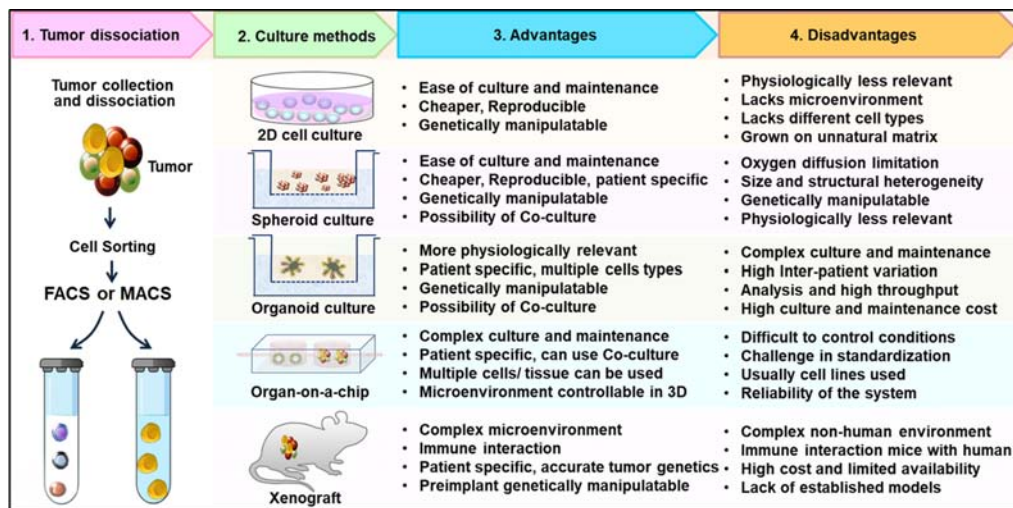 1. Tumor dissociation
2. Culture methods
3. Advantages
4. Disadvantages
Tumor collection
and dissociation
Tumor
Cell Sorting
FACS or MACS
2D cell culture
• Ease of culture and maintenance
• Cheaper, Reproducible
• Genetically manipulatable
• Physiologically less relevant
• Lacks microenvironment
• Lacks different cell types
• Grown on unnatural matrix
Spheroid culture
• Ease of culture and maintenance
• Cheaper, Reproducible, patient specific
• Genetically manipulatable
• Possibility of Co-culture
• Oxygen diffusion limitation
• Size and structural heterogeneity
• Genetically manipulatable
• Physiologically less relevant
Organoid culture
• More physiologically relevant
• Patient specific, multiple cells types
• Genetically manipulatable
• Possibility of Co-culture
• Complex culture and maintenance
• High Inter-patient variation
• Analysis and high throughput
• High culture and maintenance cost
Organ-on-a-chip
• Complex culture and maintenance
• Patient specific, can use Co-culture
• Multiple cells/ tissue can be used
• Microenvironment controllable in 3D
• Difficult to control conditions
• Challenge in standardization
• Usually cell lines used
• Reliability of the system
Xenograft
• Complex microenvironment
• Immune interaction
• Patient specific, accurate tumor genetics
• Preimplant genetically manipulatable
• Complex non-human environment
• Immune interaction mice with human
• High cost and limited availability
• Lack of established models